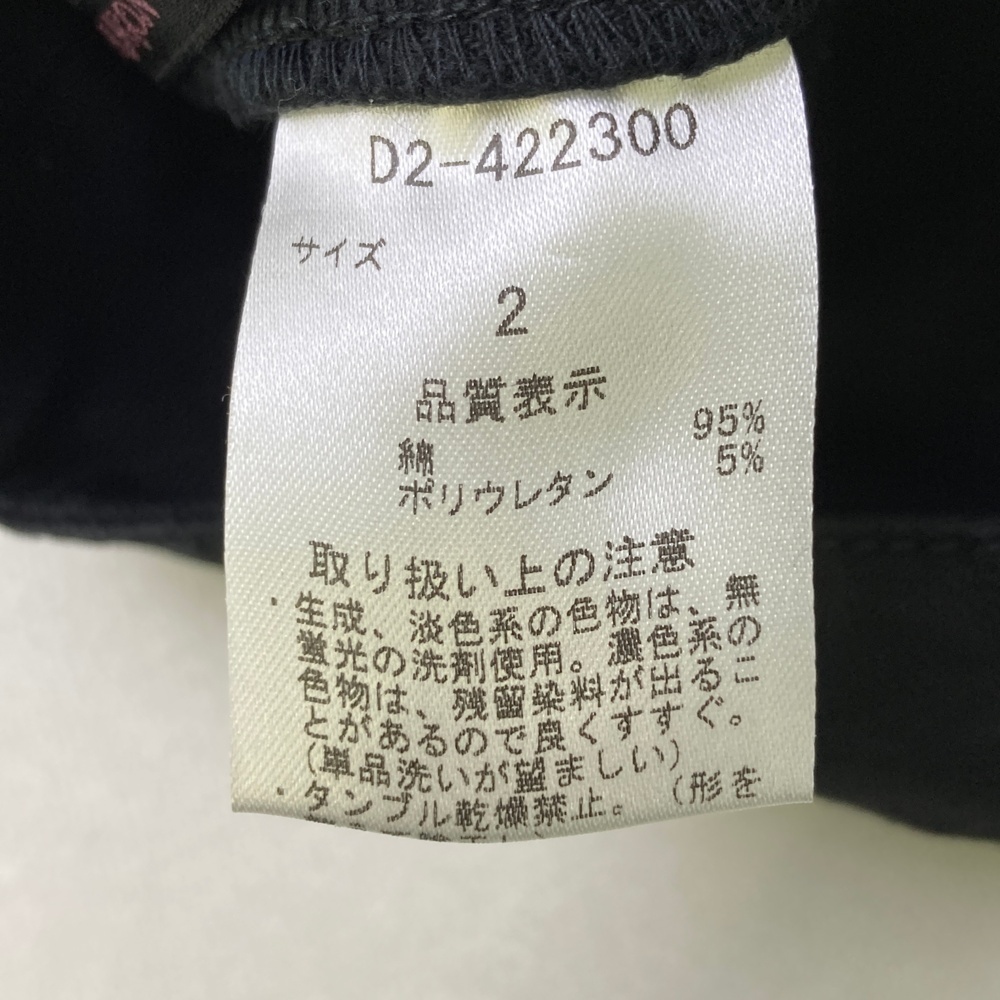 D2-422300
サイズ
2
品質表示
綿 95%
ポリウレタン 5%
取り扱い上の注意
・生成、淡色系の色物は、無
蛍光の洗剤使用。濃色系の
色物は、残留染料が出るこ
とがあるので良くすすぐ。
(単品洗いが望ましい)
・タンブル乾燥禁止。(形を